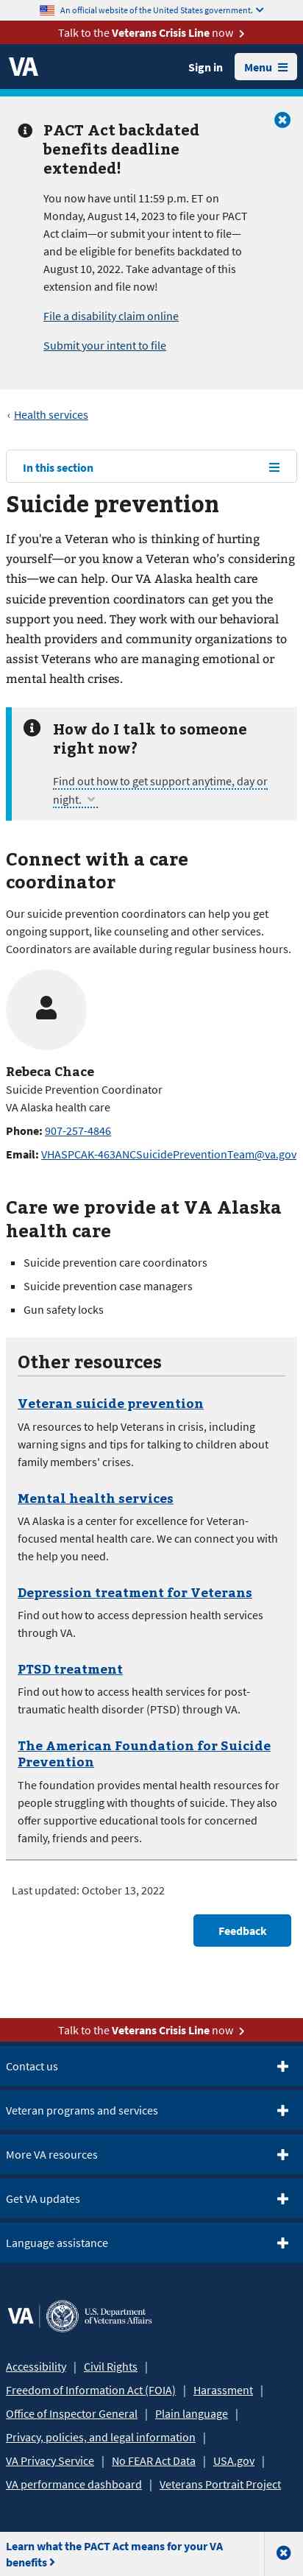 An official website of the United States government.
Talk to the Veterans Crisis Line now
VA
Sign in
Menu
PACT Act backdated
benefits deadline
extended!
You now have until 11:59 p.m. ET on
Monday, August 14, 2023 to file your PACT
Act claim—or submit your intent to file—
and be eligible for benefits backdated to
August 10, 2022. Take advantage of this
extension and file now!
File a disability claim online
Submit your intent to file
‹ Health services
In this section
Suicide prevention
If you're a Veteran who is thinking of hurting
yourself—or you know a Veteran who's considering
this—we can help. Our VA Alaska health care
suicide prevention coordinators can get you the
support you need. They work with our behavioral
health providers and community organizations to
assist Veterans who are managing emotional or
mental health crises.
How do I talk to someone
right now?
Find out how to get support anytime, day or
night.
Connect with a care
coordinator
Our suicide prevention coordinators can help you get
ongoing support, like counseling and other services.
Coordinators are available during regular business hours.
Rebeca Chace
Suicide Prevention Coordinator
VA Alaska health care
Phone: 907-257-4846
Email: VHASPCAK-463ANCSuicidePreventionTeam@va.gov
Care we provide at VA Alaska
health care
▪ Suicide prevention care coordinators
▪ Suicide prevention case managers
▪ Gun safety locks
Other resources
Veteran suicide prevention
VA resources to help Veterans in crisis, including
warning signs and tips for talking to children about
family members' crises.
Mental health services
VA Alaska is a center for excellence for Veteran-
focused mental health care. We can connect you with
the help you need.
Depression treatment for Veterans
Find out how to access depression health services
through VA.
PTSD treatment
Find out how to access health services for post-
traumatic health disorder (PTSD) through VA.
The American Foundation for Suicide
Prevention
The foundation provides mental health resources for
people struggling with thoughts of suicide. They also
offer supportive educational tools for concerned
family, friends and peers.
Last updated: October 13, 2022
Feedback
Talk to the Veterans Crisis Line now
Contact us
Veteran programs and services
More VA resources
Get VA updates
Language assistance
VA | U.S. Department
of Veterans Affairs
Accessibility | Civil Rights |
Freedom of Information Act (FOIA) | Harassment |
Office of Inspector General | Plain language |
Privacy, policies, and legal information |
VA Privacy Service | No FEAR Act Data | USA.gov |
VA performance dashboard | Veterans Portrait Project
Learn what the PACT Act means for your VA
benefits